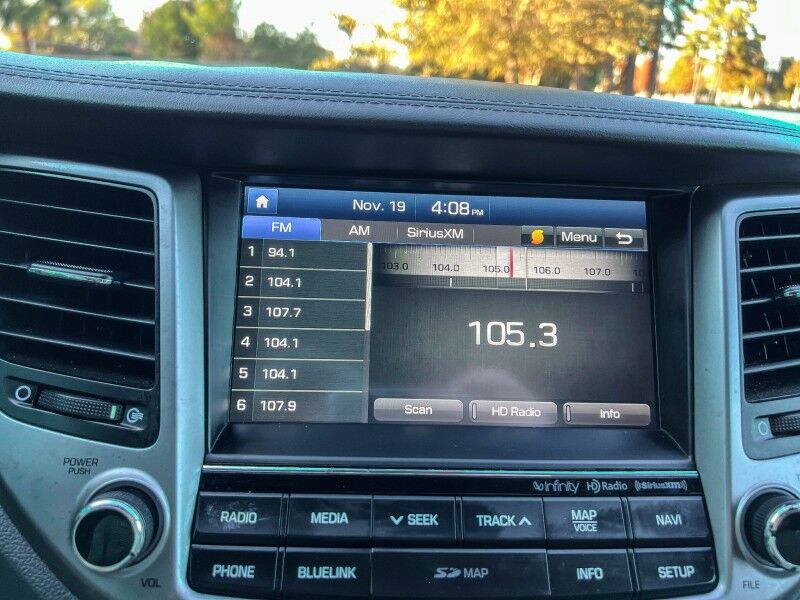 Nov. 19 4:08 PM
FM AM SiriusXM Menu
1 94.1
2 104.1
3 107.7
4 104.1
5 104.1
6 107.9
103.0 104.0 105.0 106.0 107.0 10
105.3
Scan HD Radio Info
POWER
PUSH
VOL
infinity HD Radio ((SiriusXM))
RADIO MEDIA SEEK TRACK MAP VOICE NAVI
PHONE BLUELINK SD MAP INFO SETUP
FILE